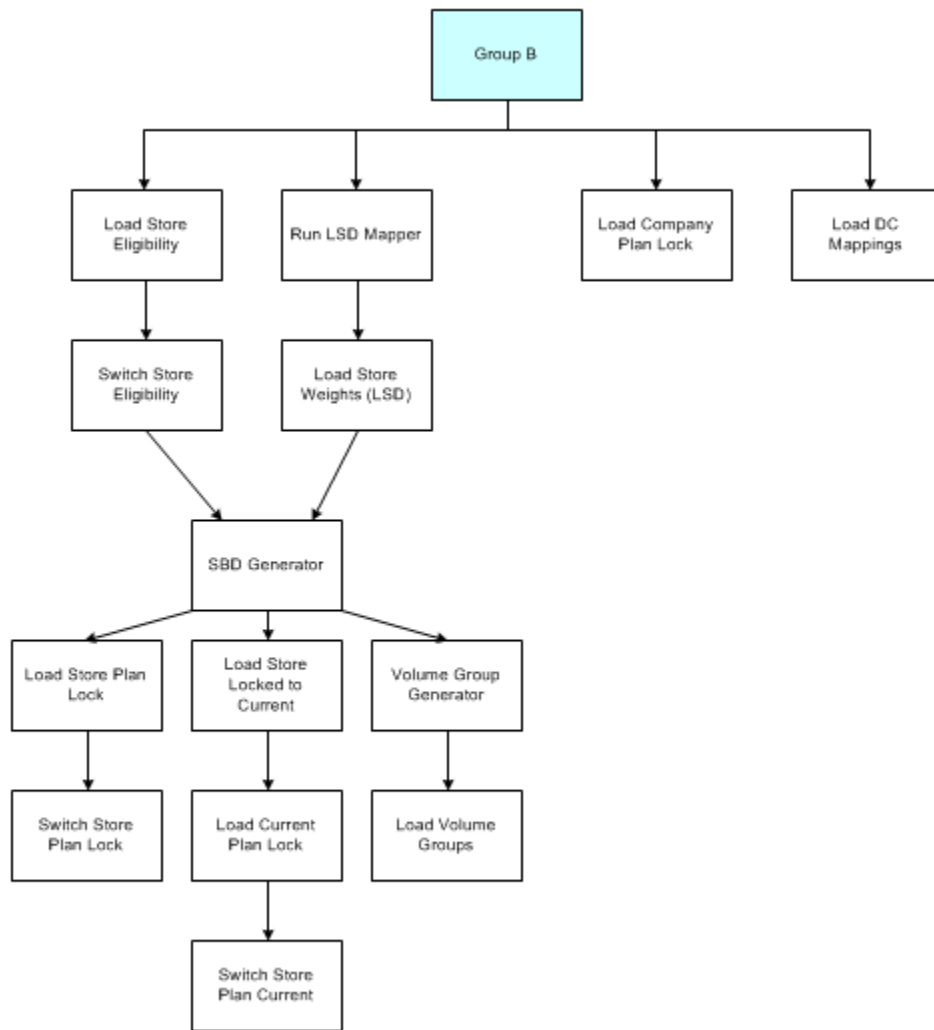 Group B
Load Store
Eligibility
Run LSD Mapper
Load Company
Plan Lock
Load DC
Mappings
Switch Store
Eligibility
Load Store
Weights (LSD)
SBD Generator
Load Store Plan
Lock
Load Store
Locked to
Current
Volume Group
Generator
Switch Store
Plan Lock
Load Current
Plan Lock
Load Volume
Groups
Switch Store
Plan Current